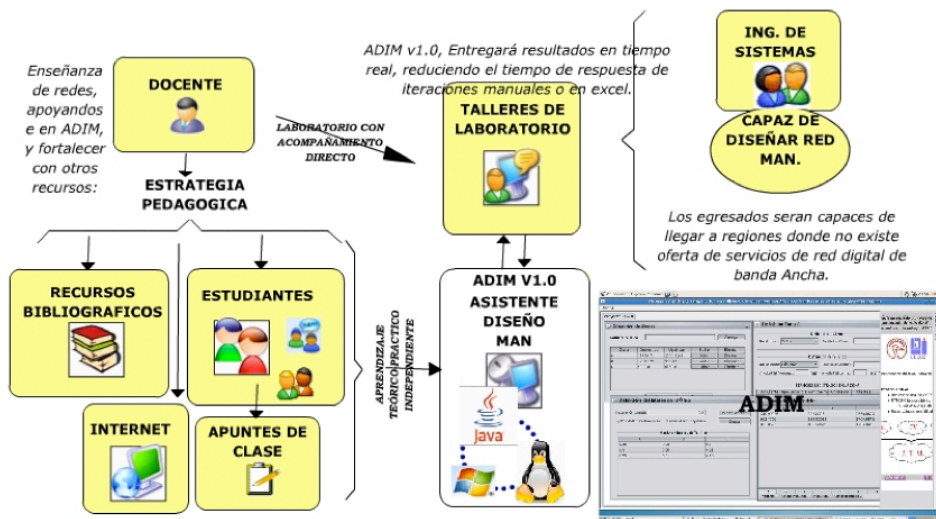 Enseñanza
de redes,
apoyandos
e en ADIM,
y fortalecer
con otros
recursos:
DOCENTE
LABORATORIO CON
ACOMPAÑAMIENTO
DIRECTO
ESTRATEGIA
PEDAGOGICA
RECURSOS
BIBLIOGRAFICOS
ESTUDIANTES
INTERNET
APUNTES DE
CLASE
APRENDIZAJE
TEÓRICO PRACTICO
INDEPENDIENTE
ADIM v1.0, Entregará resultados en tiempo
real, reduciendo el tiempo de respuesta de
iteraciones manuales o en excel.
TALLERES DE
LABORATORIO
ADIM V1.0
ASISTENTE
DISEÑO
MAN
Java
ING. DE
SISTEMAS
CAPAZ DE
DISEÑAR RED
MAN.
Los egresados seran capaces de
llegar a regiones donde no existe
oferta de servicios de red digital de
banda Ancha.
ADIM